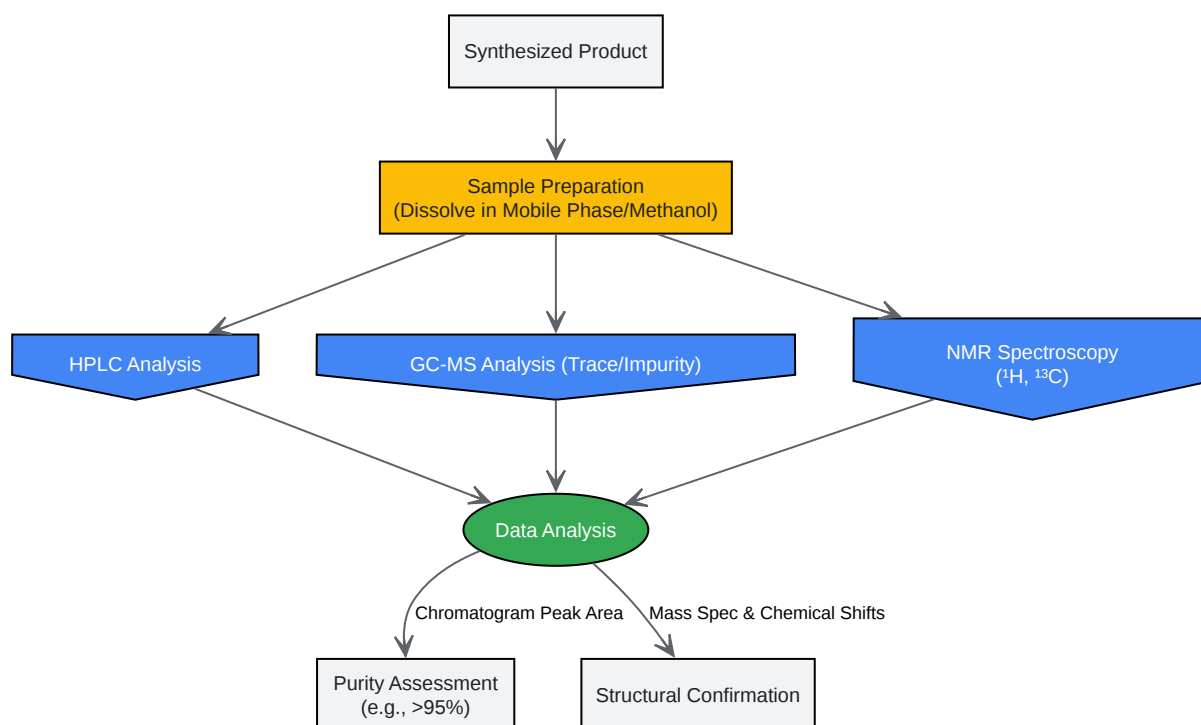 Synthesized Product
Sample Preparation
(Dissolve in Mobile Phase/Methanol)
HPLC Analysis
GC-MS Analysis (Trace/Impurity)
NMR Spectroscopy
(¹H, ¹³C)
Data Analysis
Chromatogram Peak Area
Mass Spec & Chemical Shifts
Purity Assessment
(e.g., >95%)
Structural Confirmation